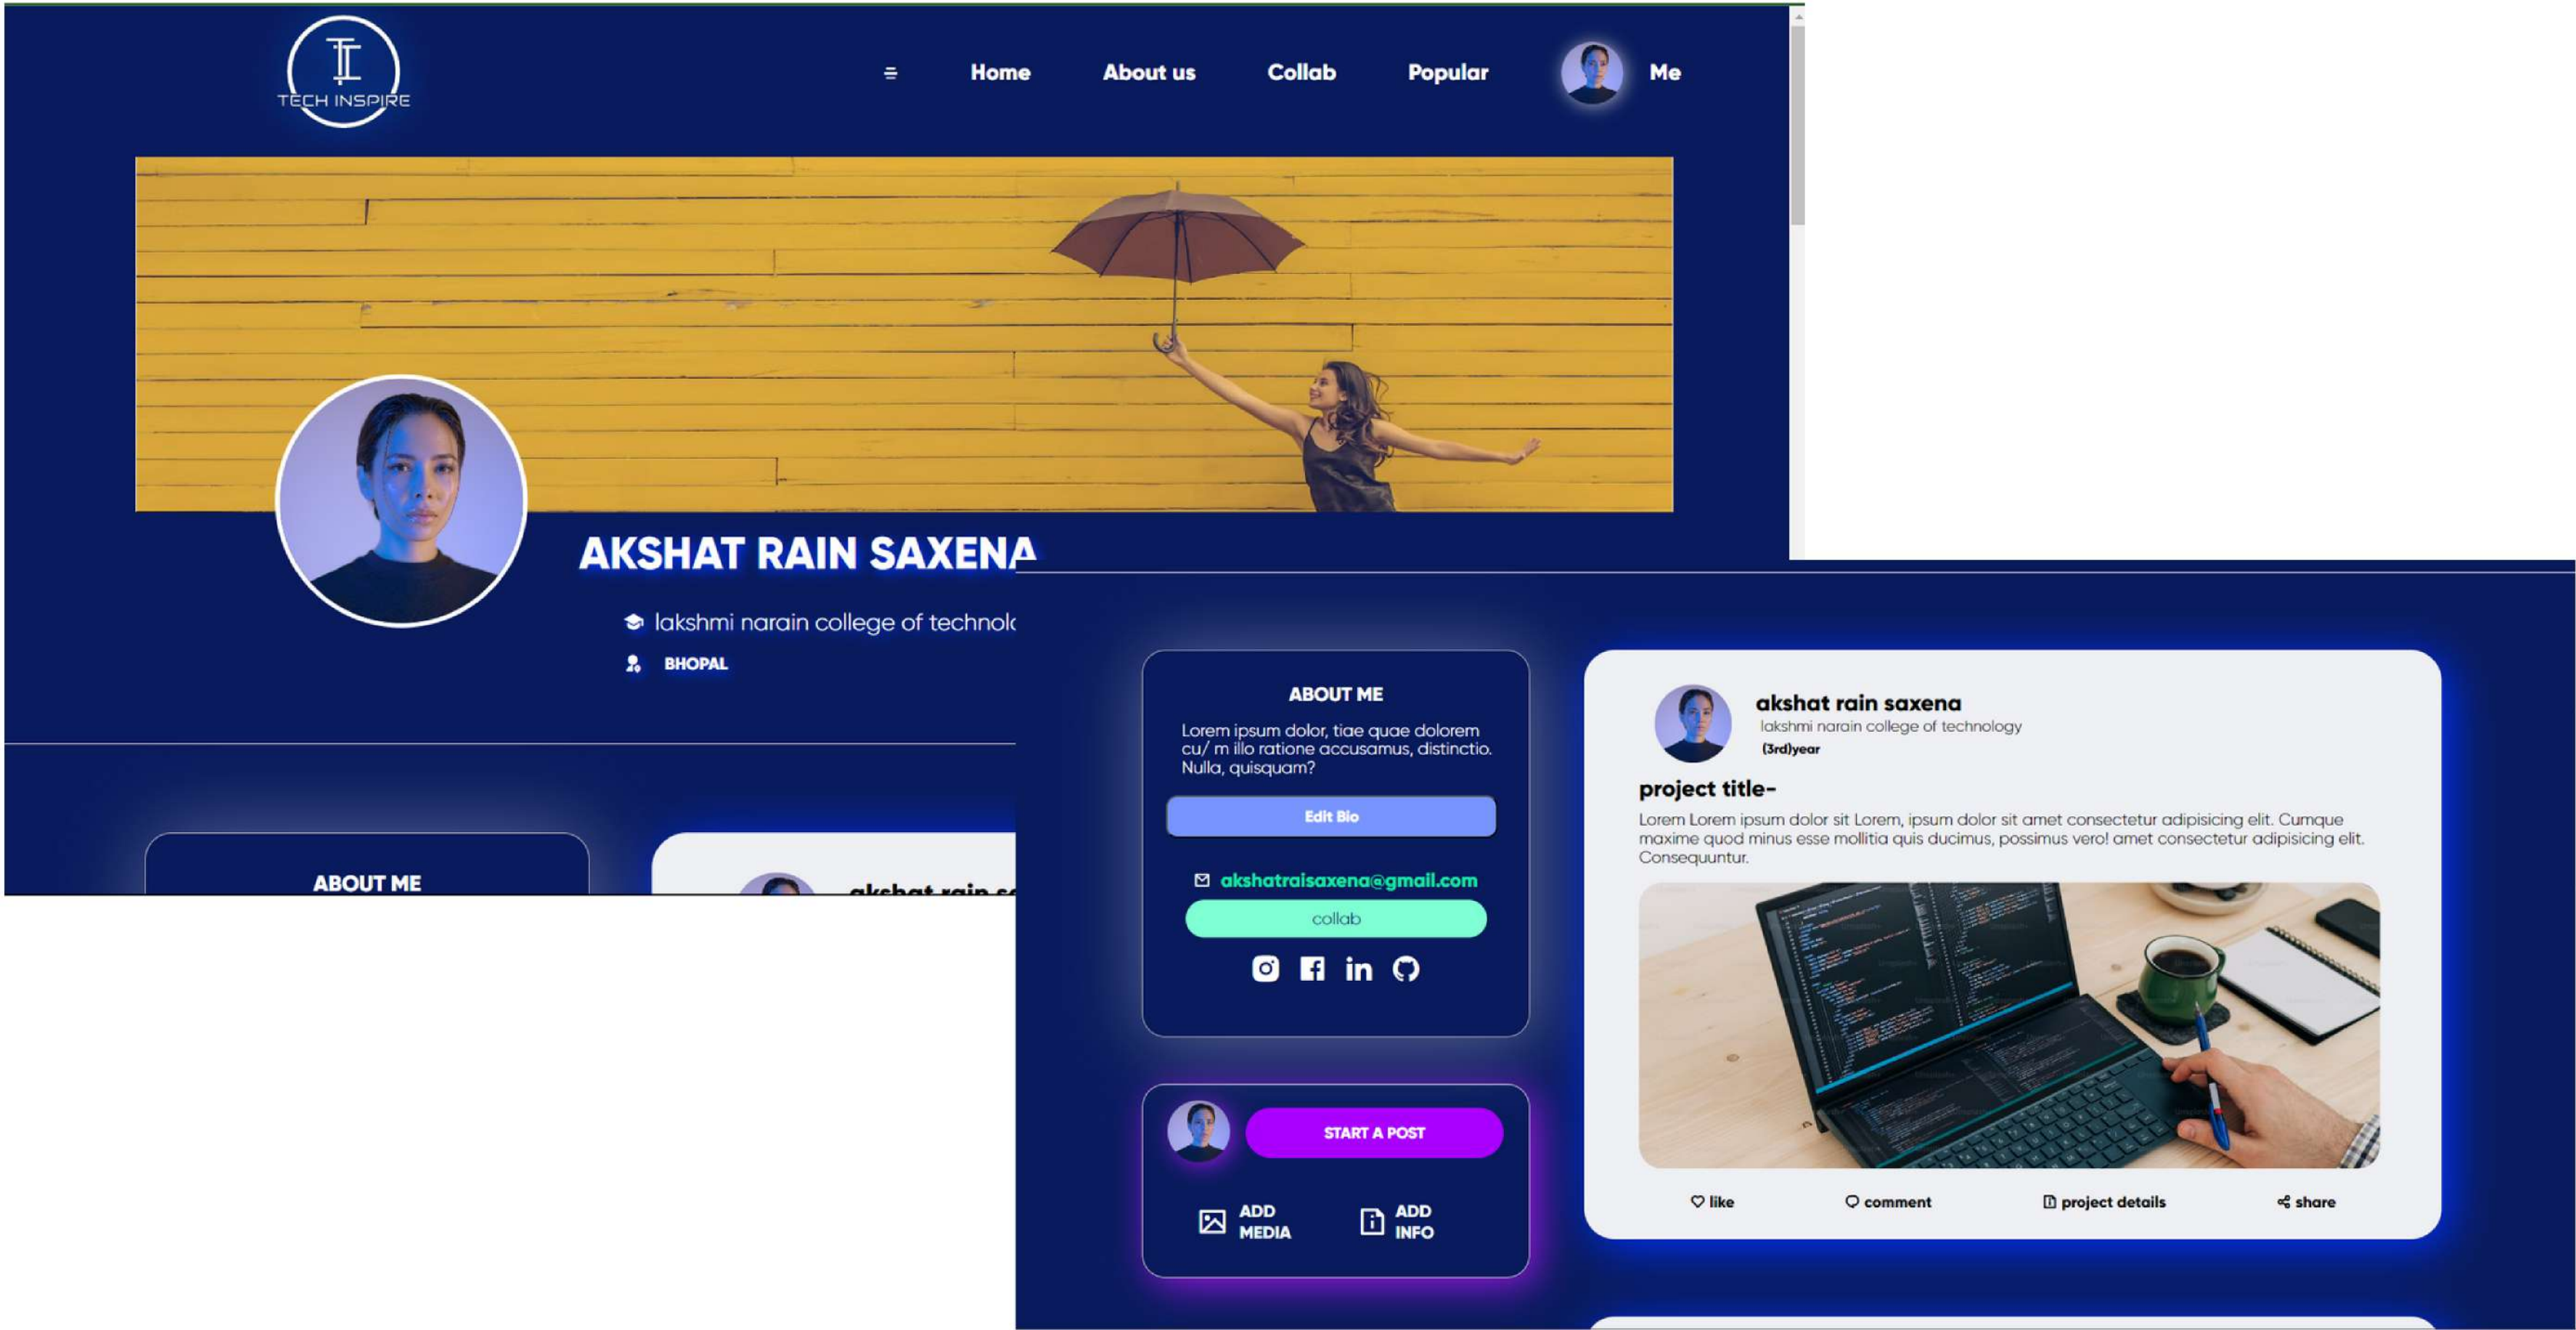 TECH INSPIRE
Home
About us
Collab
Popular
Me
AKSHAT RAIN SAXENA
lakshmi narain college of technolo
BHOPAL
ABOUT ME
akshat rain
ABOUT ME
Lorem ipsum dolor, tiae quae dolorem
cu/ m illo ratione accusamus, distinctio.
Nulla, quisquam?
Edit Bio
akshatraisaxena@gmail.com
collab
START A POST
ADD
MEDIA
ADD
INFO
akshat rain saxena
lakshmi narain college of technology
(3rd)year
project title-
Lorem Lorem ipsum dolor sit Lorem, ipsum dolor sit amet consectetur adipisicing elit. Cumque
maxime quod minus esse mollitia quis ducimus, possimus vero! amet consectetur adipisicing elit.
Consequuntur.
like
comment
project details
share